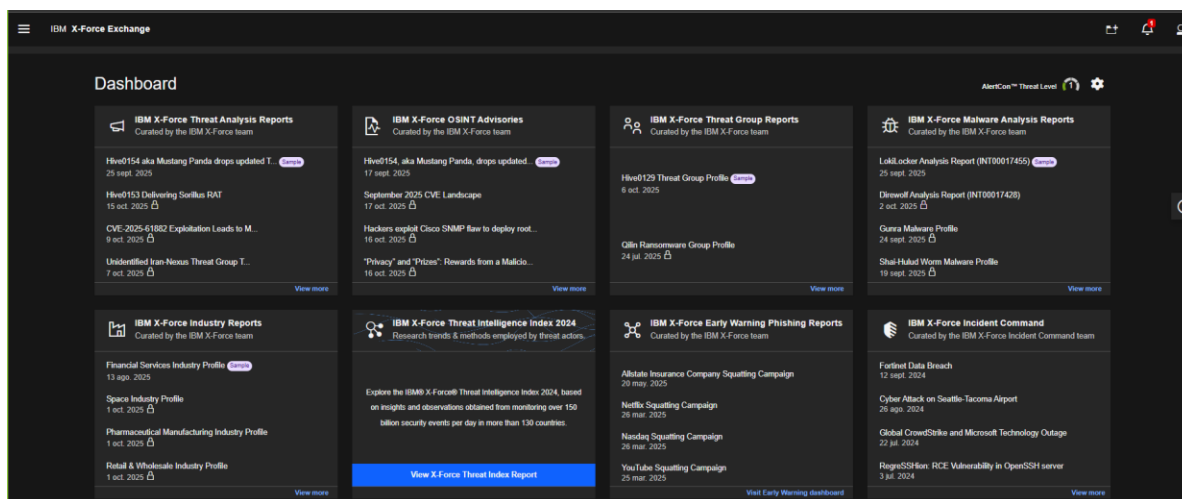 IBM X-Force Exchange
1
Dashboard
AlertCon™ Threat Level 1
IBM X-Force Threat Analysis Reports
Curated by the IBM X-Force team
Hive0154 aka Mustang Panda drops updated T... Sample
25 sept. 2025
Hive0153 Delivering Sorillus RAT
15 oct. 2025
CVE-2025-61882 Exploitation Leads to M...
9 oct. 2025
Unidentified Iran-Nexus Threat Group T...
7 oct. 2025
View more
IBM X-Force OSINT Advisories
Curated by the IBM X-Force team
Hive0154, aka Mustang Panda, drops updated... Sample
17 sept. 2025
September 2025 CVE Landscape
17 oct. 2025
Hackers exploit Cisco SNMP flaw to deploy root...
16 oct. 2025
"Privacy" and "Prizes": Rewards from a Malicio...
16 oct. 2025
View more
IBM X-Force Threat Group Reports
Curated by the IBM X-Force team
Hive0129 Threat Group Profile Sample
6 oct. 2025
Qilin Ransomware Group Profile
24 jul. 2025
View more
IBM X-Force Malware Analysis Reports
Curated by the IBM X-Force team
LokiLocker Analysis Report (INT00017455) Sample
25 sept. 2025
Direwolf Analysis Report (INT00017428)
2 oct. 2025
Gunra Malware Profile
24 sept. 2025
Shai-Hulud Worm Malware Profile
19 sept. 2025
View more
IBM X-Force Industry Reports
Curated by the IBM X-Force team
Financial Services Industry Profile Sample
13 ago. 2025
Space Industry Profile
1 oct. 2025
Pharmaceutical Manufacturing Industry Profile
1 oct. 2025
Retail & Wholesale Industry Profile
1 oct. 2025
View more
IBM X-Force Threat Intelligence Index 2024
Research trends & methods employed by threat actors.
Explore the IBM® X-Force® Threat Intelligence Index 2024, based
on insights and observations obtained from monitoring over 150
billion security events per day in more than 130 countries.
View X-Force Threat Index Report
IBM X-Force Early Warning Phishing Reports
Curated by the IBM X-Force team
Allstate Insurance Company Squatting Campaign
20 may. 2025
Netflix Squatting Campaign
26 mar. 2025
Nasdaq Squatting Campaign
26 mar. 2025
YouTube Squatting Campaign
25 mar. 2025
Visit Early Warning dashboard
IBM X-Force Incident Command
Curated by the IBM X-Force Incident Command team
Fortinet Data Breach
12 sept. 2024
Cyber Attack on Seattle-Tacoma Airport
26 ago. 2024
Global CrowdStrike and Microsoft Technology Outage
22 jul. 2024
RegreSSHion: RCE Vulnerability in OpenSSH server
3 jul. 2024
View more